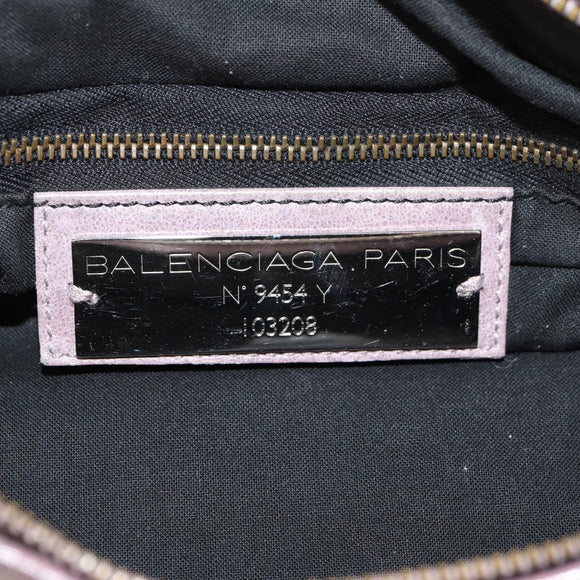 BALENCIAGA. PARIS
N° 9454 Y
103208